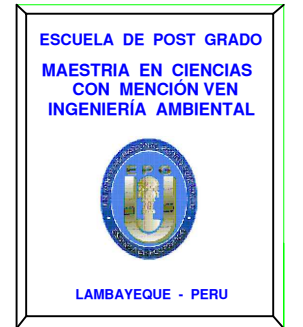 ESCUELA DE POST GRADO
MAESTRIA EN CIENCIAS
CON MENCIÓN VEN
INGENIERÍA AMBIENTAL
LAMBAYEQUE - PERU